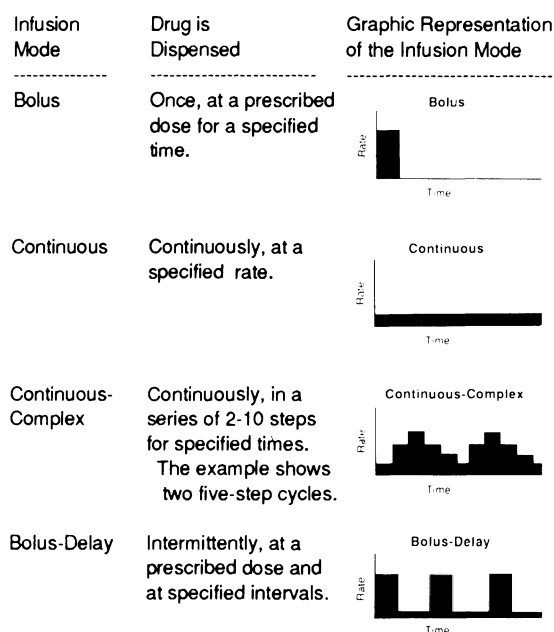 Infusion Mode
Drug is Dispensed
Graphic Representation of the Infusion Mode
Bolus
Once, at a prescribed
dose for a specified
time.
Bolus
Rate
Time
Continuous
Continuously, at a
specified rate.
Continuous
Rate
Time
Continuous-
Complex
Continuously, in a
series of 2-10 steps
for specified times.
The example shows
two five-step cycles.
Continuous-Complex
Rate
Time
Bolus-Delay
Intermittently, at a
prescribed dose and
at specified intervals.
Bolus-Delay
Rate
Time